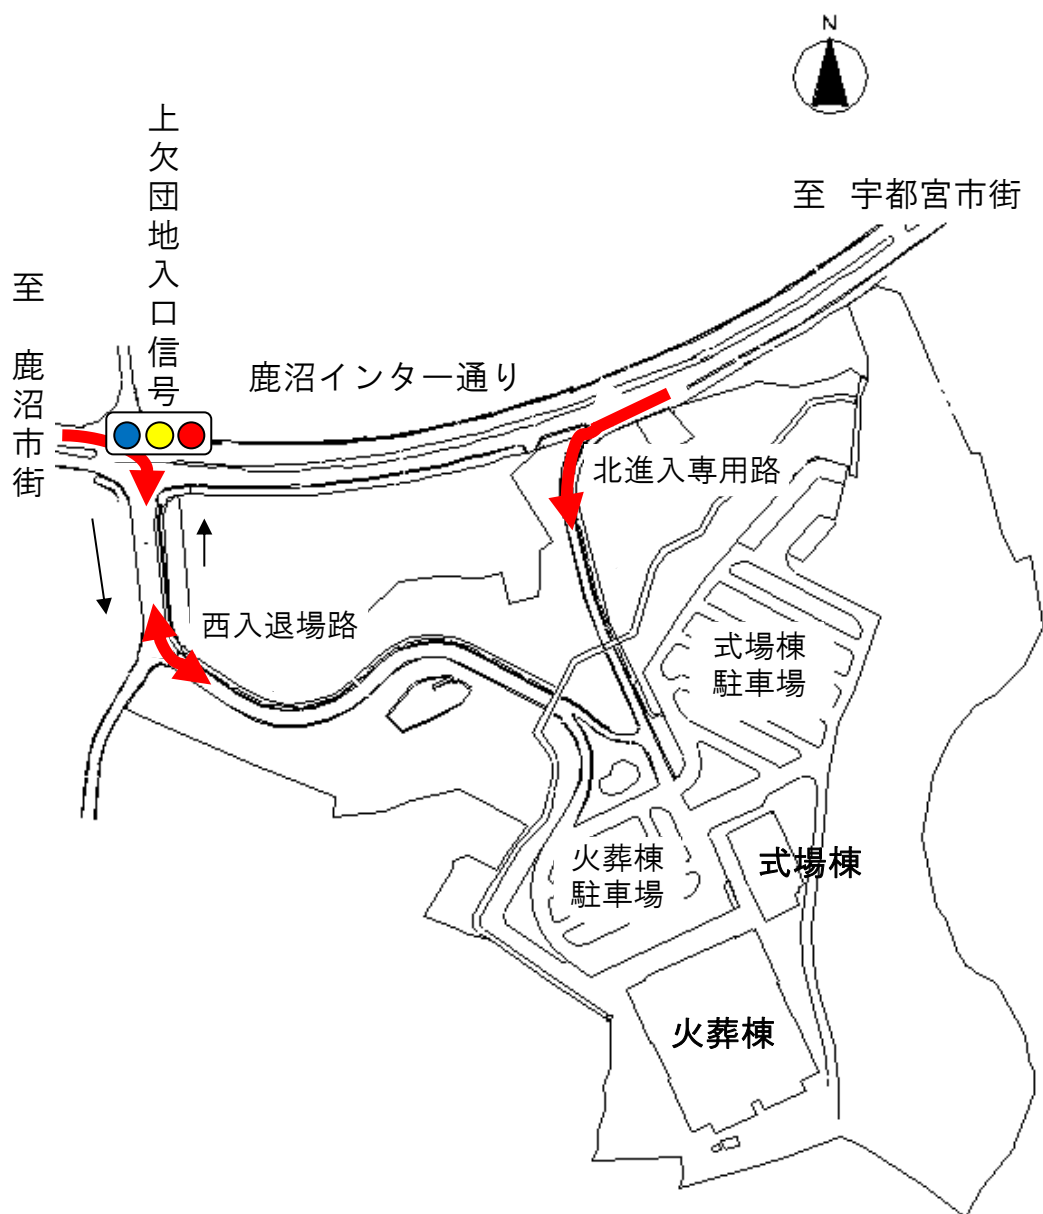 N
至　宇都宮市街
上欠団地入口信号
至　鹿沼市街
鹿沼インター通り
北進入専用路
西入退場路
式場棟
駐車場
火葬棟
駐車場
式場棟
火葬棟